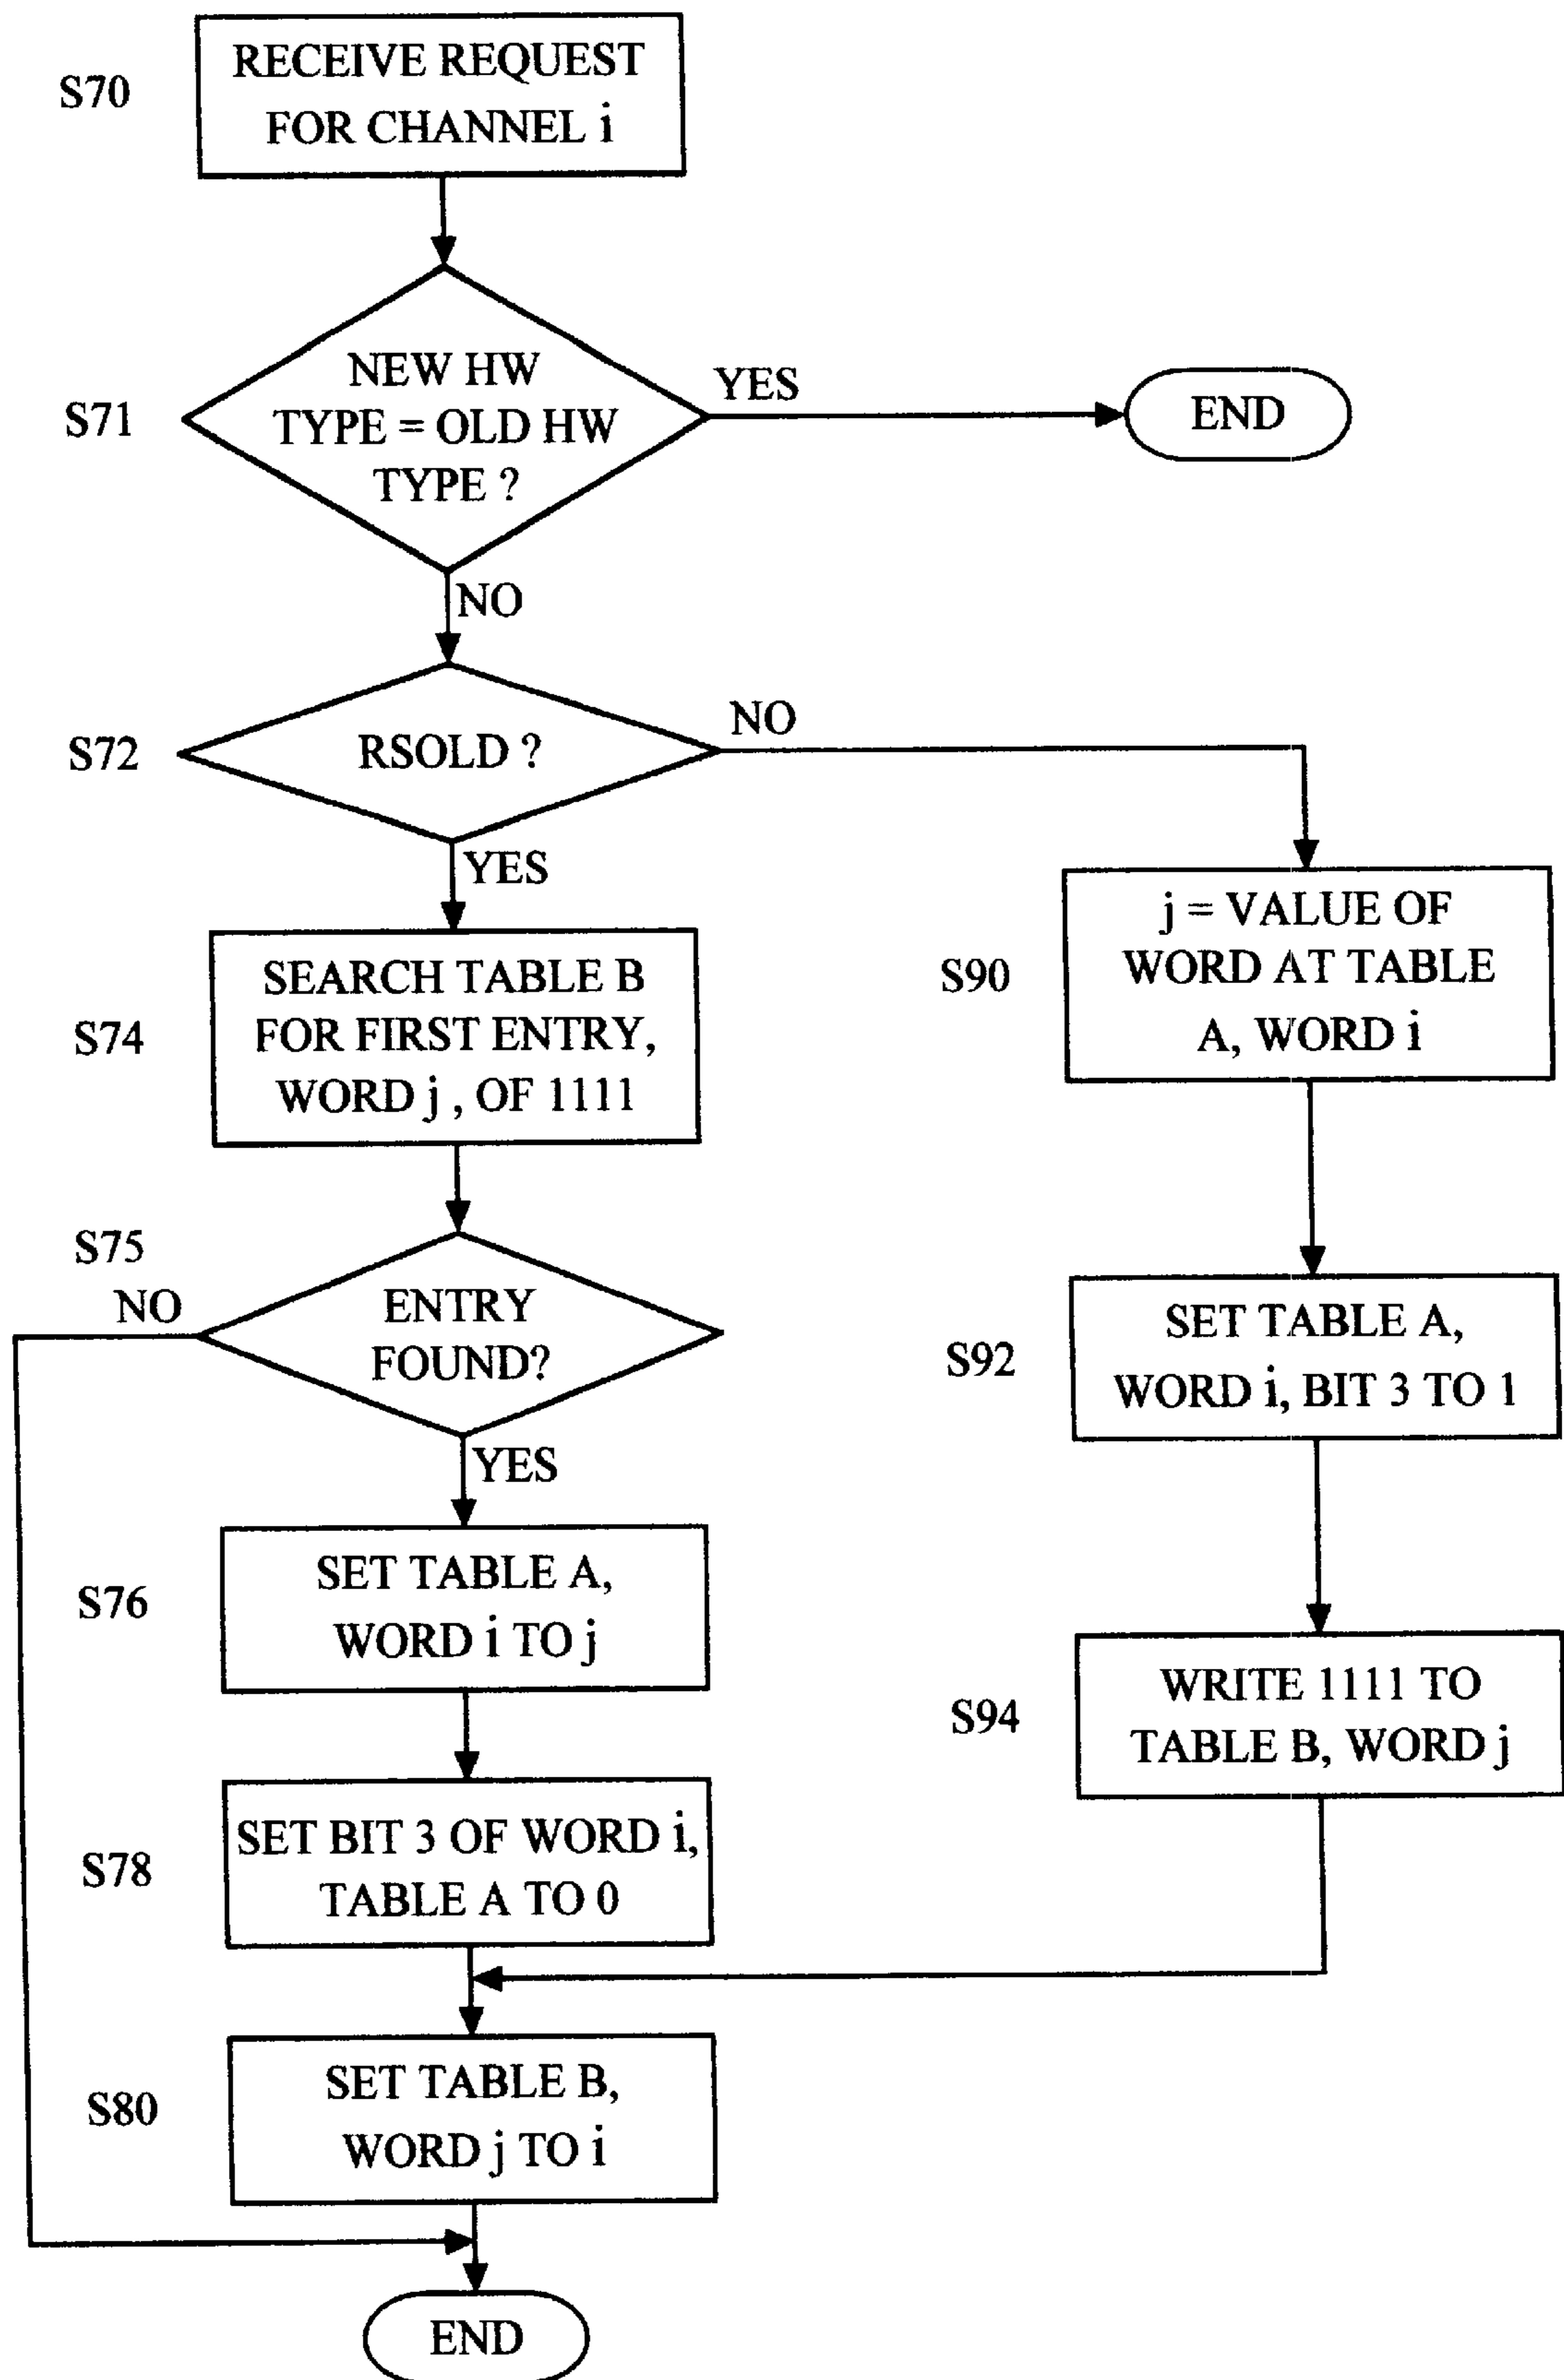 S70
RECEIVE REQUEST
FOR CHANNEL i
S71
NEW HW
TYPE = OLD HW
TYPE ?
YES
END
NO
S72
RSOLD ?
NO
YES
S74
SEARCH TABLE B
FOR FIRST ENTRY,
WORD j , OF 1111
S90
j = VALUE OF
WORD AT TABLE
A, WORD i
S75
NO
ENTRY
FOUND?
YES
S92
SET TABLE A,
WORD i, BIT 3 TO 1
S76
SET TABLE A,
WORD i TO j
S94
WRITE 1111 TO
TABLE B, WORD j
S78
SET BIT 3 OF WORD i,
TABLE A TO 0
S80
SET TABLE B,
WORD j TO i
END